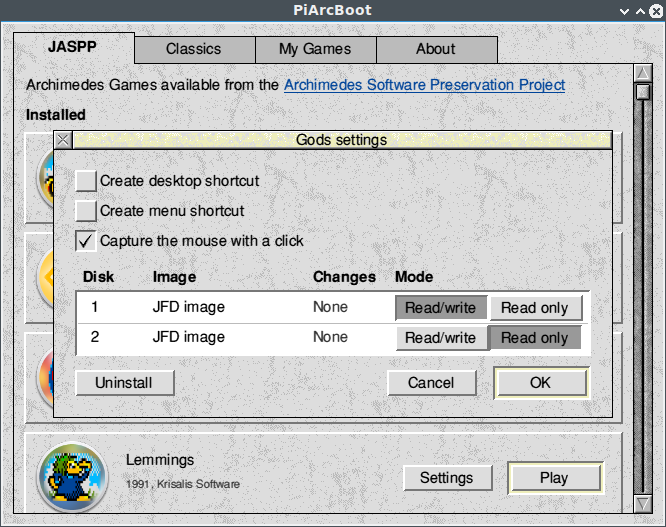 PiArcBoot
JASPP Classics My Games About
Archimedes Games available from the Archimedes Software Preservation Project
Installed
Gods settings
Create desktop shortcut
Create menu shortcut
Capture the mouse with a click
Disk Image Changes Mode
1 JFD image None Read/write Read only
2 JFD image None Read/write Read only
Uninstall Cancel OK
Lemmings
1991, Krisalis Software
Settings Play